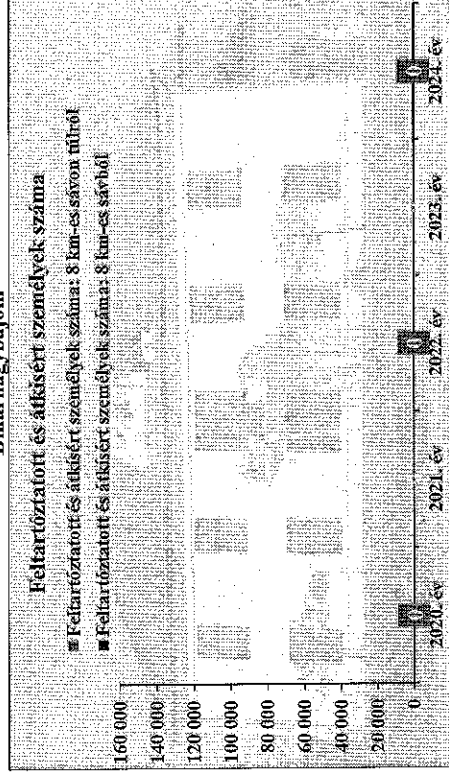 Biharnagybajom
Feltartóztatott és átkísért személyek száma
■ Feltartóztatott és átkísért személyek száma: 8 km-es sávon túlról
■ Feltartóztatott és átkísért személyek száma: 8 km-es sávból
160 000
140 000
120 000
100 000
80 000
60 000
40 000
20 000
0
0
0
0
2020. év
2021. év
2022. év
2023. év
2024. év